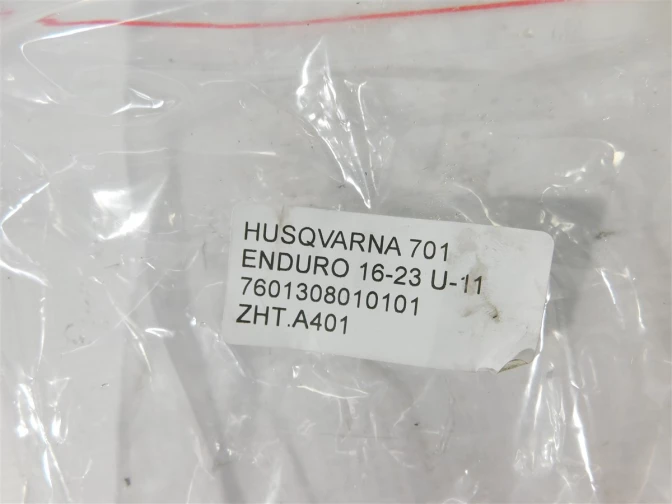 HUSQVARNA 701
ENDURO 16-23 U-11
7601308010101
ZHT.A401